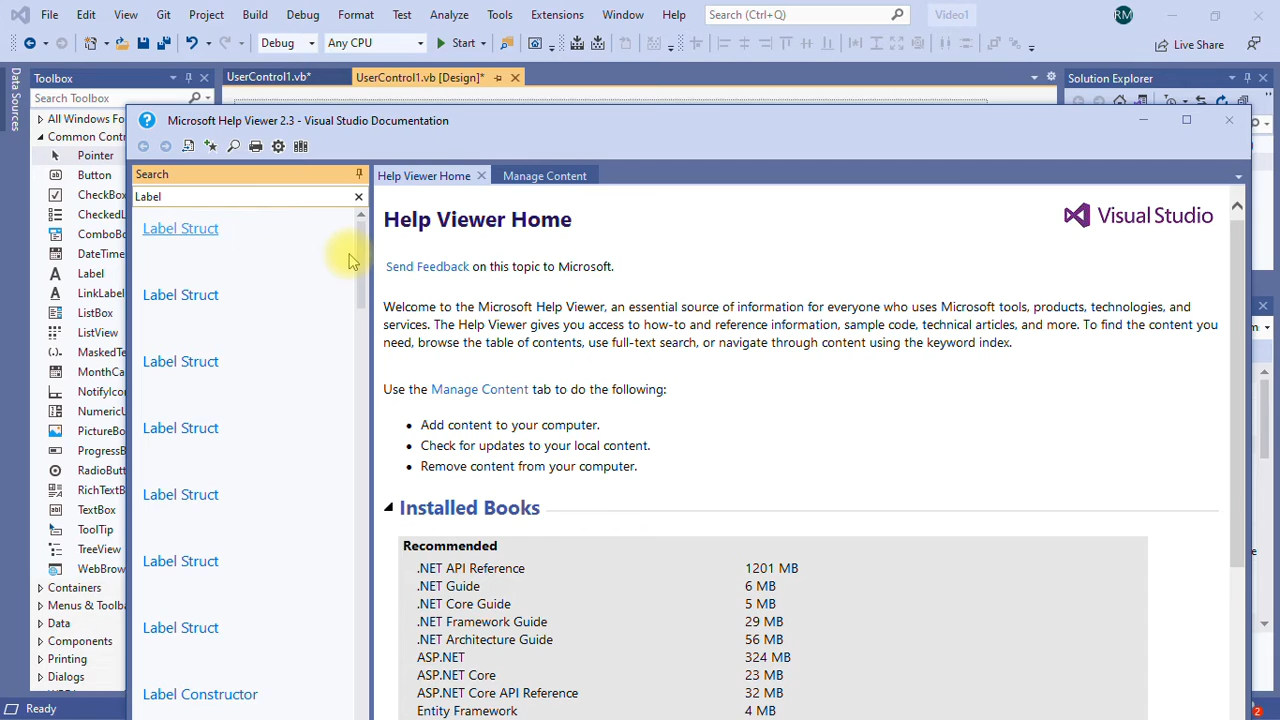 File Edit View Git Project Build Debug Format Test Analyze Tools Extensions Window Help Search (Ctrl+Q) Video1 RM
Debug Any CPU Start Live Share
Data Sources
Toolbox
Search Toolbox
All Windows Fo
Common Contr
Pointer
Button
CheckBox
CheckedL
ComboBo
DateTime
Label
LinkLabel
ListBox
ListView
MaskedTe
MonthCa
NotifyIco
NumericU
PictureBo
ProgressB
RadioButt
RichTextB
TextBox
ToolTip
TreeView
WebBrow
Containers
Menus & Toolba
Data
Components
Printing
Dialogs
UserControl1.vb* UserControl1.vb [Design]*
Solution Explorer
Microsoft Help Viewer 2.3 - Visual Studio Documentation
Search
Label
Label Struct
Label Struct
Label Struct
Label Struct
Label Struct
Label Struct
Label Struct
Label Constructor
Help Viewer Home Manage Content
Help Viewer Home
Visual Studio
Send Feedback on this topic to Microsoft.
Welcome to the Microsoft Help Viewer, an essential source of information for everyone who uses Microsoft tools, products, technologies, and
services. The Help Viewer gives you access to how-to and reference information, sample code, technical articles, and more. To find the content you
need, browse the table of contents, use full-text search, or navigate through content using the keyword index.
Use the Manage Content tab to do the following:
• Add content to your computer.
• Check for updates to your local content.
• Remove content from your computer.
Installed Books
Recommended
.NET API Reference 1201 MB
.NET Guide 6 MB
.NET Core Guide 5 MB
.NET Framework Guide 29 MB
.NET Architecture Guide 56 MB
ASP.NET 324 MB
ASP.NET Core 23 MB
ASP.NET Core API Reference 32 MB
Entity Framework 4 MB
Ready
2